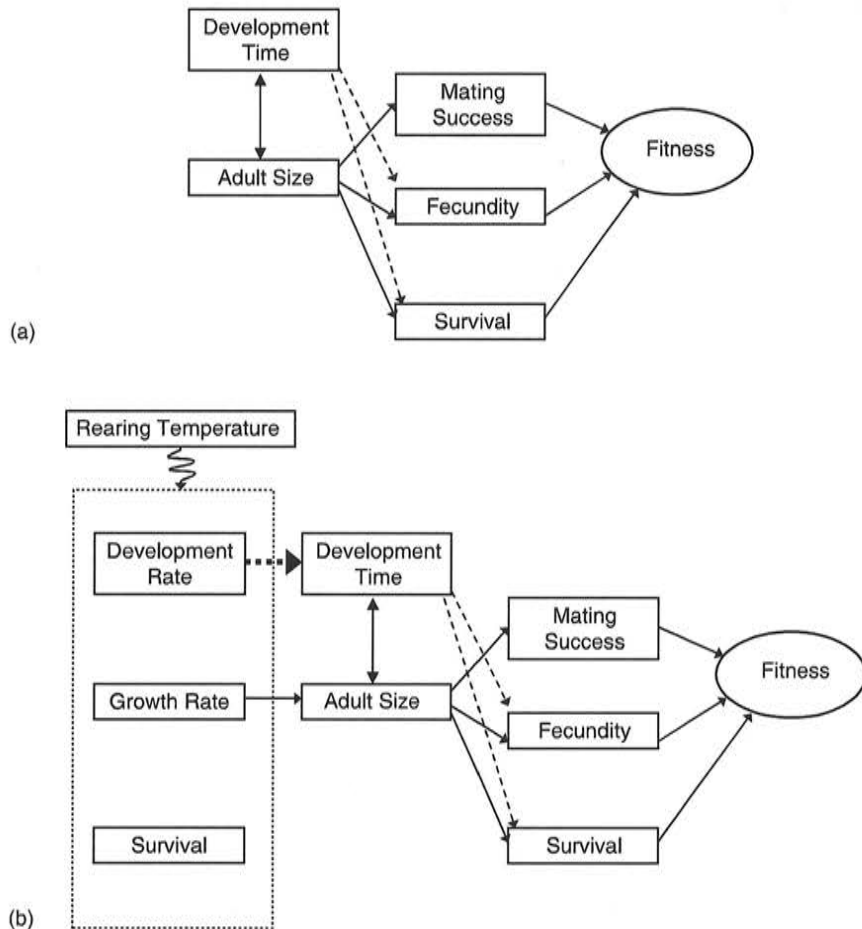 Development
Time
Mating
Success
Fitness
Adult Size
Fecundity
Survival
(a)
Rearing Temperature
Development
Rate
Development
Time
Mating
Success
Fitness
Growth Rate
Adult Size
Fecundity
Survival
Survival
(b)